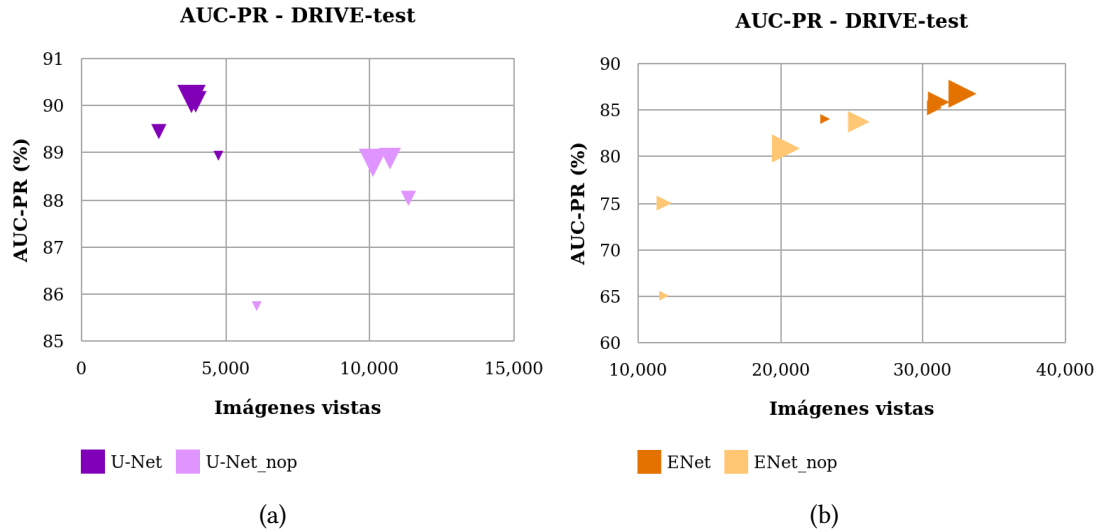 AUC-PR - DRIVE-test
AUC-PR (%)
91
90
89
88
87
86
85
0
5,000
10,000
15,000
Imágenes vistas
U-Net
U-Net_nop
(a)
AUC-PR - DRIVE-test
AUC-PR (%)
90
85
80
75
70
65
60
10,000
20,000
30,000
40,000
Imágenes vistas
ENet
ENet_nop
(b)